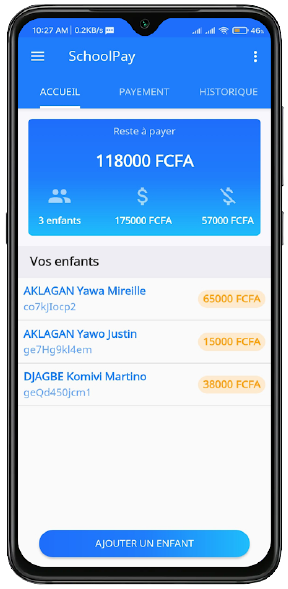 10:27 AM | 0.2KB/s
46
SchoolPay
ACCUEIL PAYEMENT HISTORIQUE
Reste à payer
118000 FCFA
3 enfants 175000 FCFA 57000 FCFA
Vos enfants
AKLAGAN Yawa Mireille
co7kJIocp2
65000 FCFA
AKLAGAN Yawo Justin
ge7Hg9kI4em
15000 FCFA
DJAGBE Komivi Martino
geQd450jcm1
38000 FCFA
AJOUTER UN ENFANT